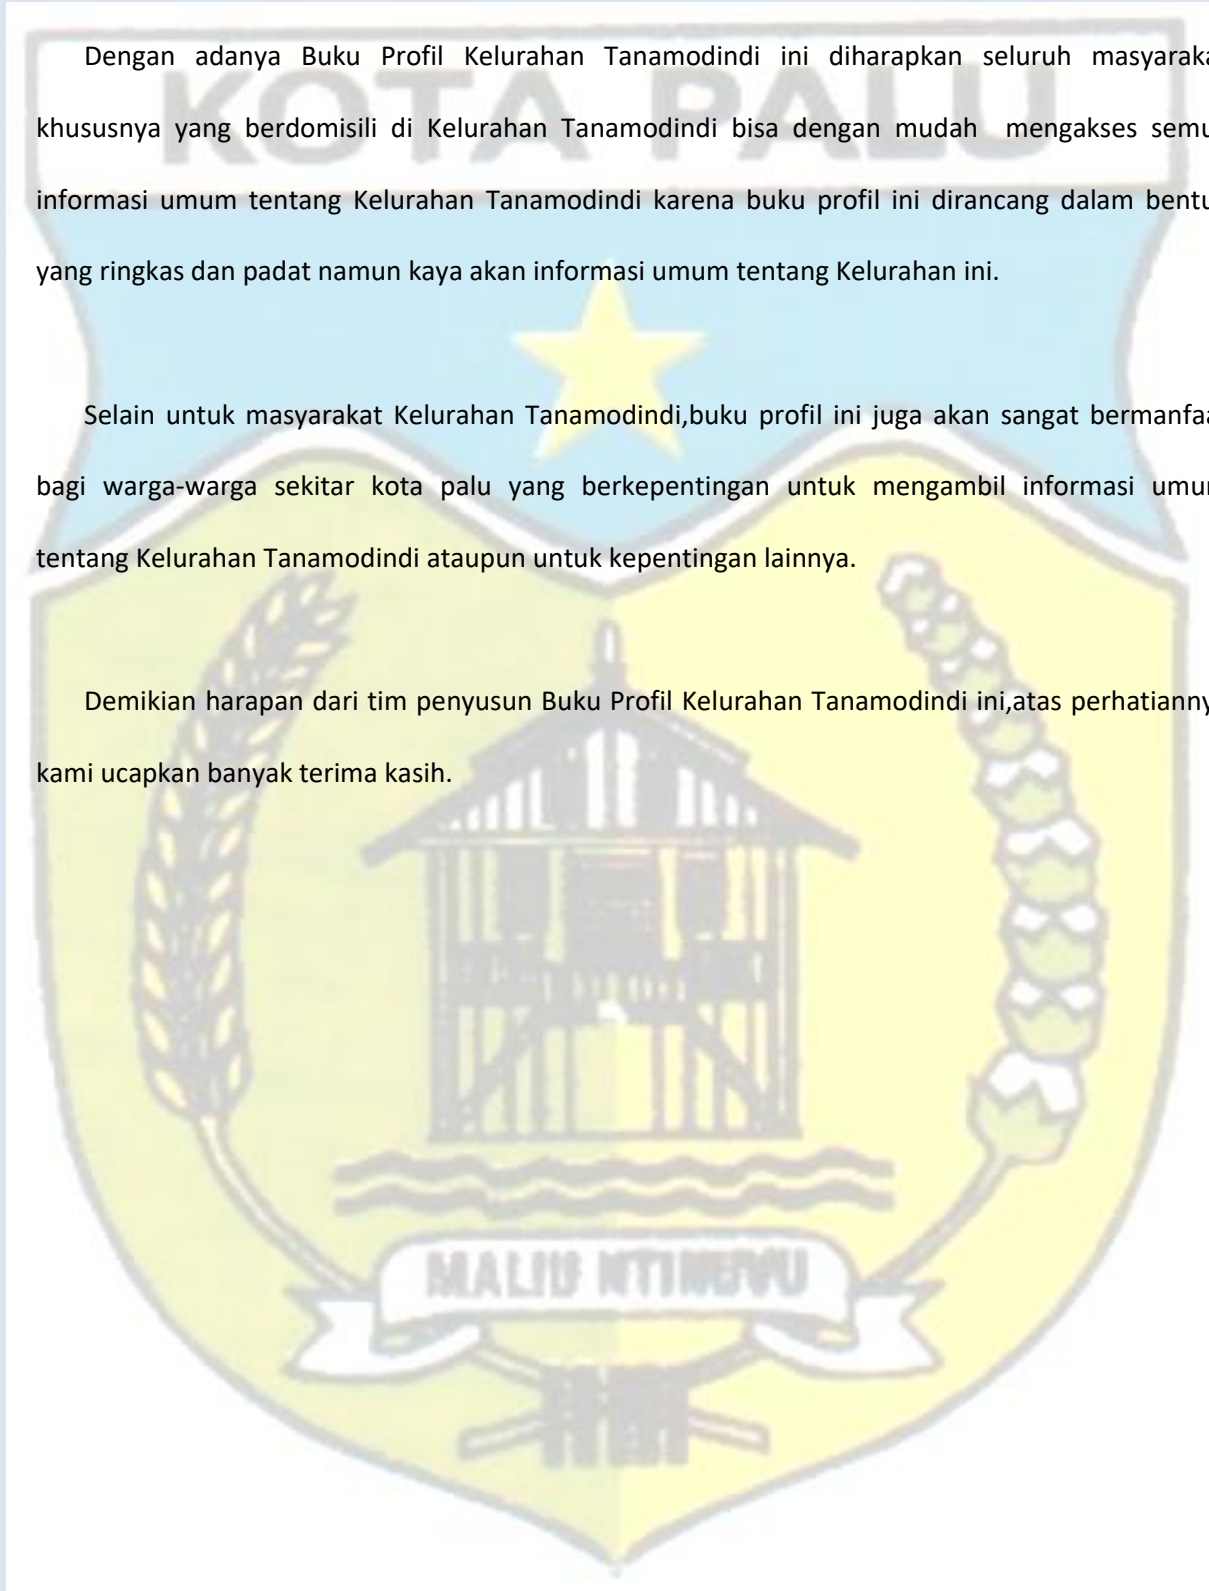 Dengan adanya Buku Profil Kelurahan Tanamodindi ini diharapkan seluruh masyaraka
khususnya yang berdomisili di Kelurahan Tanamodindi bisa dengan mudah mengakses semu
informasi umum tentang Kelurahan Tanamodindi karena buku profil ini dirancang dalam bentu
yang ringkas dan padat namun kaya akan informasi umum tentang Kelurahan ini.
Selain untuk masyarakat Kelurahan Tanamodindi,buku profil ini juga akan sangat bermanfaa
bagi warga-warga sekitar kota palu yang berkepentingan untuk mengambil informasi umum
tentang Kelurahan Tanamodindi ataupun untuk kepentingan lainnya.
Demikian harapan dari tim penyusun Buku Profil Kelurahan Tanamodindi ini,atas perhatianny
kami ucapkan banyak terima kasih.
KOTA PALU
MALIU NTINUVU